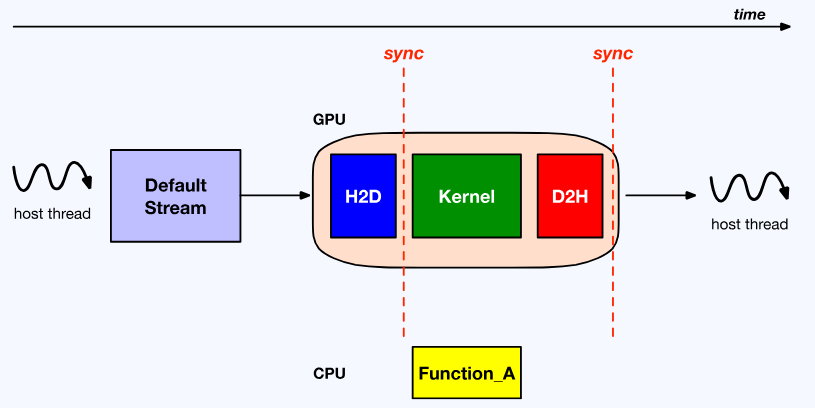 time
sync
sync
GPU
host thread
Default
Stream
H2D
Kernel
D2H
host thread
CPU
Function_A